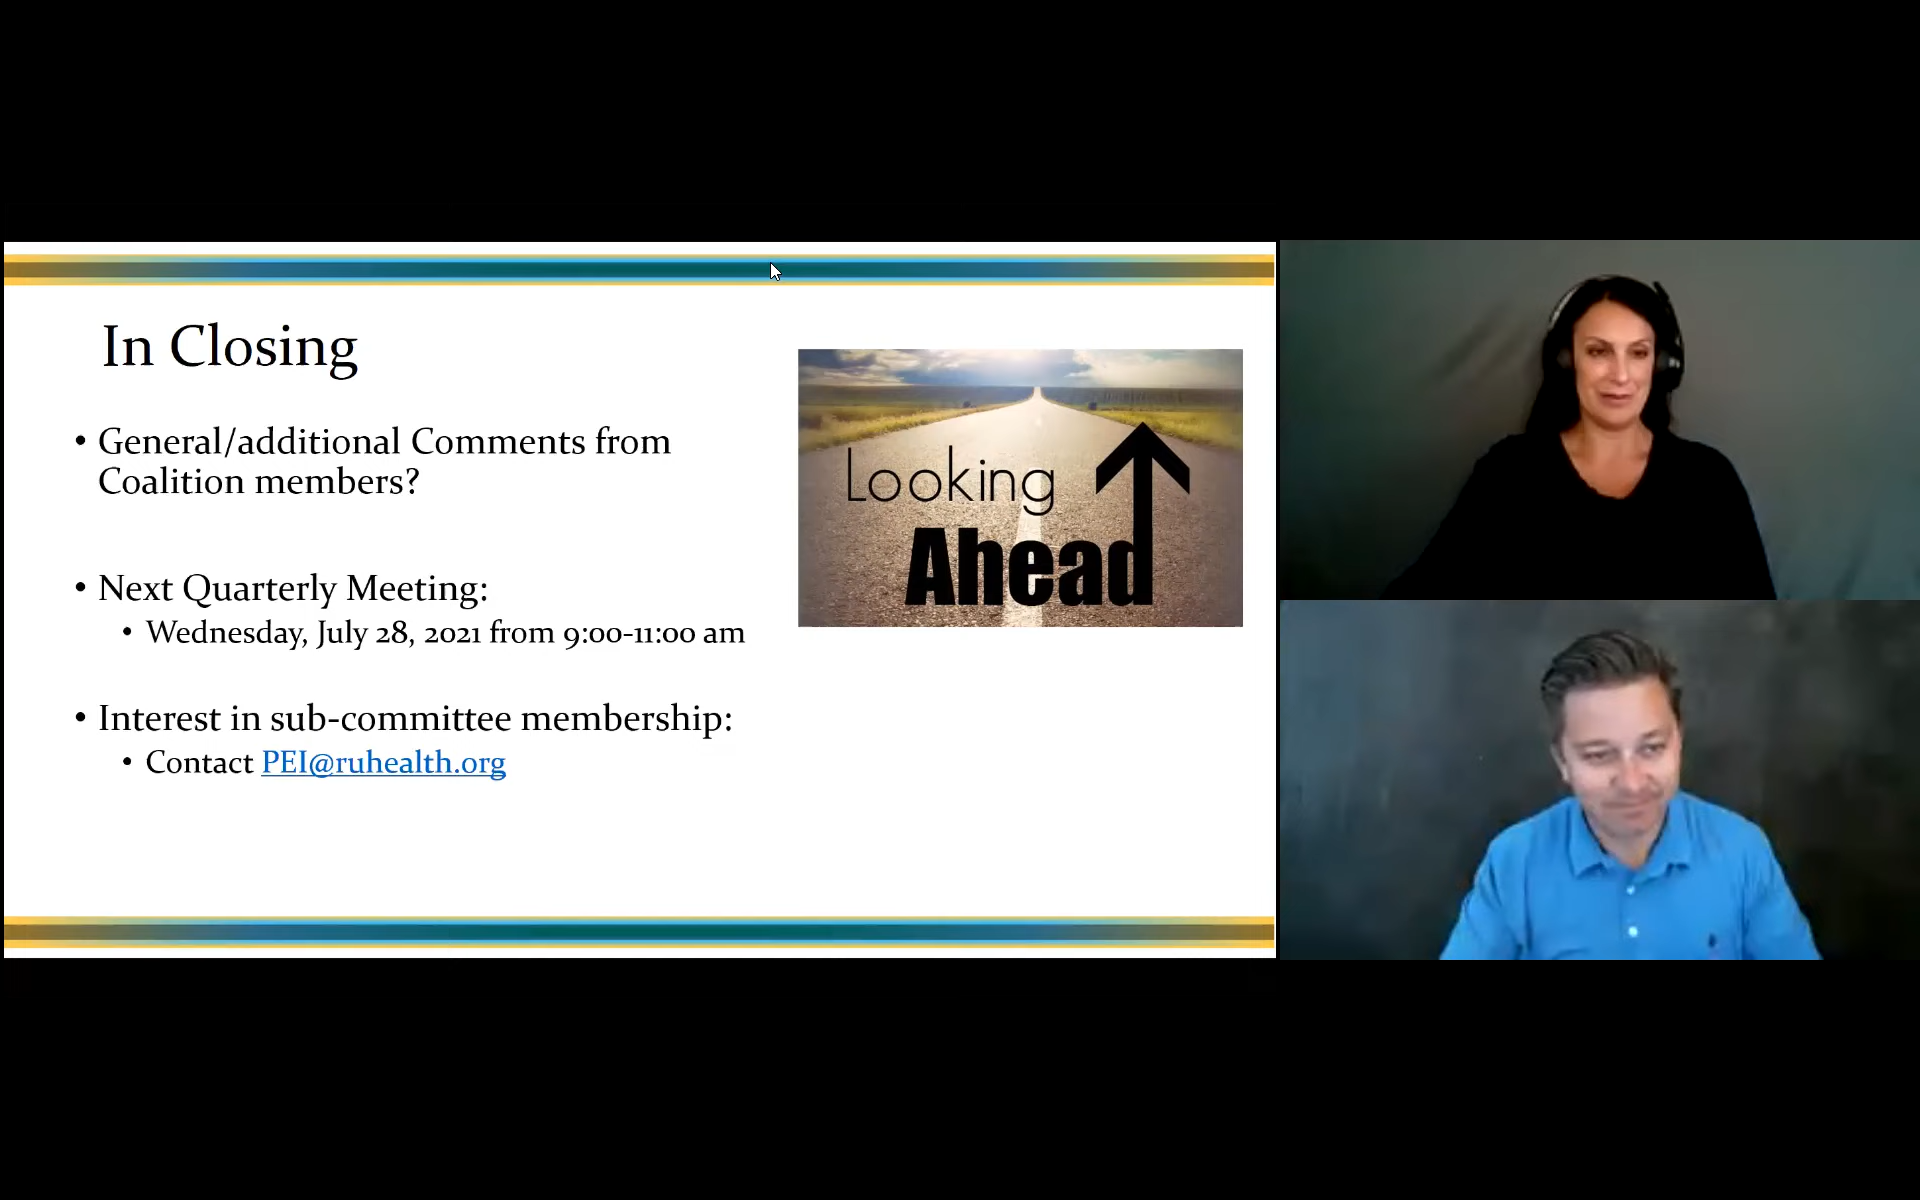 In Closing
• General/additional Comments from
Coalition members?
• Next Quarterly Meeting:
• Wednesday, July 28, 2021 from 9:00-11:00 am
• Interest in sub-committee membership:
• Contact PEI@ruhealth.org
Looking
Ahead